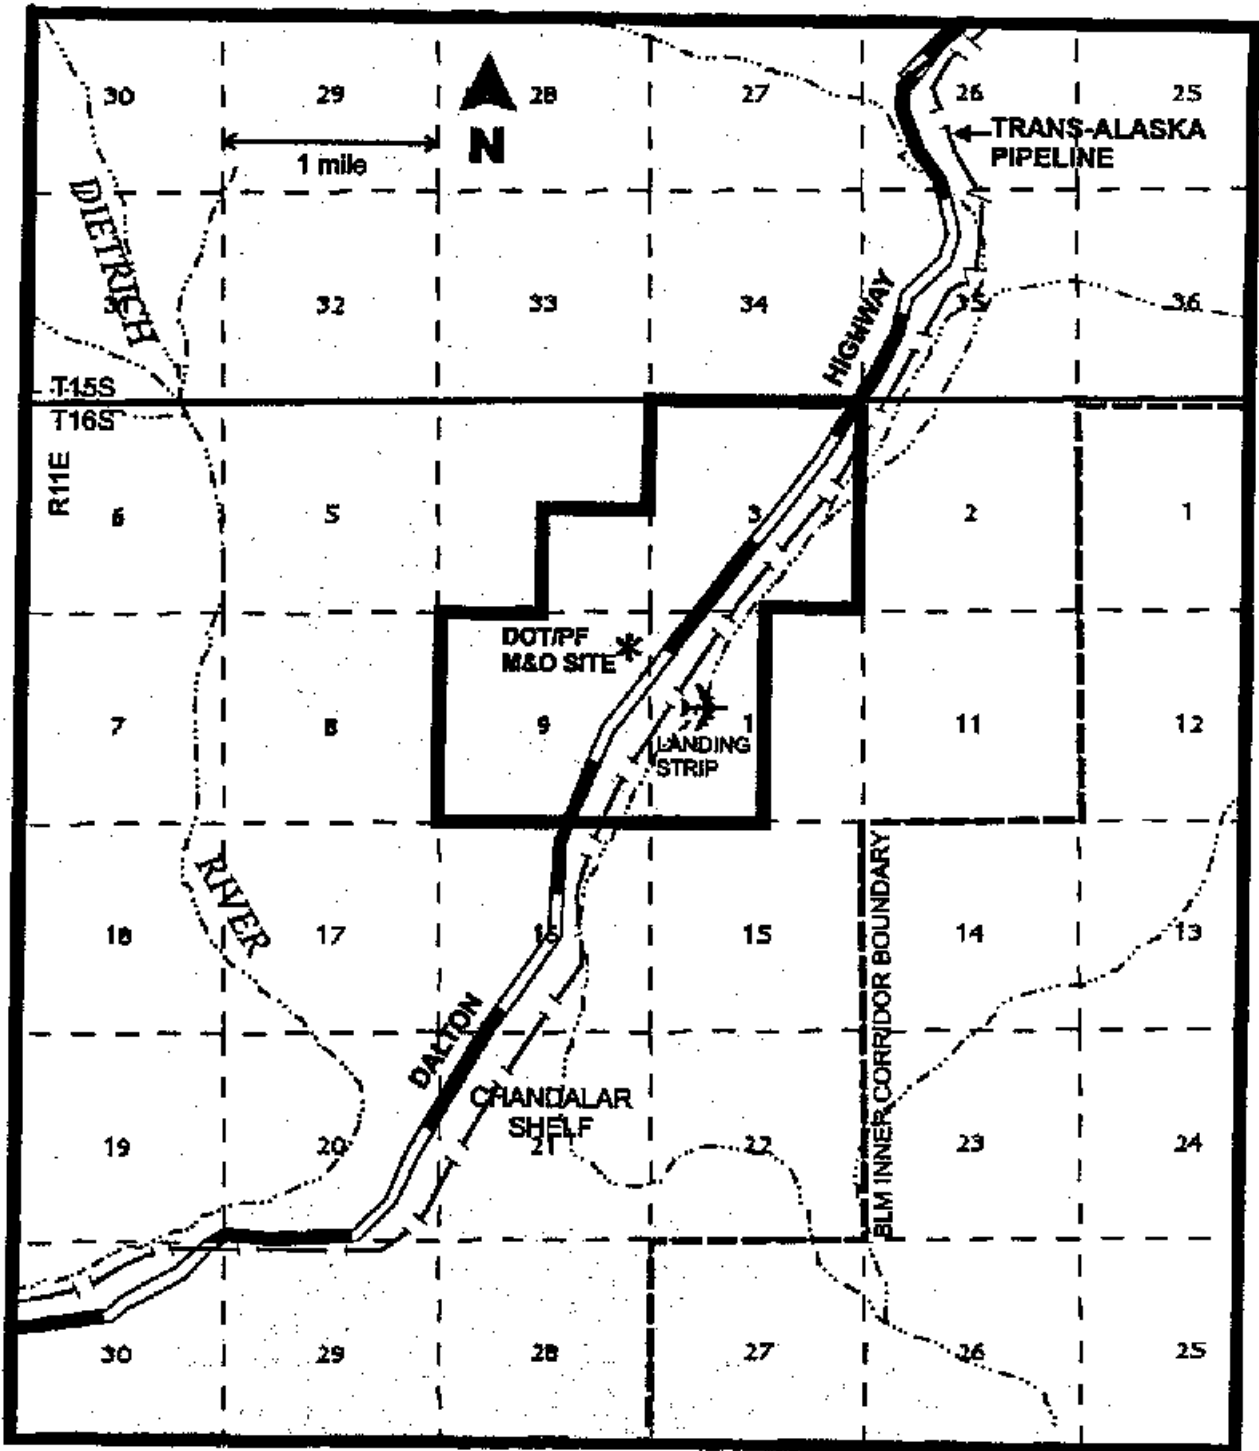 30 29 28 27 26 25
TRANS-ALASKA
PIPELINE
1 mile
N
DIETRICH
31 32 33 34 35 36
HIGHWAY
T15S
T16S
R11E
6 5 3 2 1
DOT/PF
M&O SITE
7 8 9 1 11 12
LANDING
STRIP
RIVER
BLM INNER CORRIDOR BOUNDARY
18 17 16 15 14 13
DALTON
CHANDALAR
SHELF
19 20 21 22 23 24
30 29 28 27 26 25